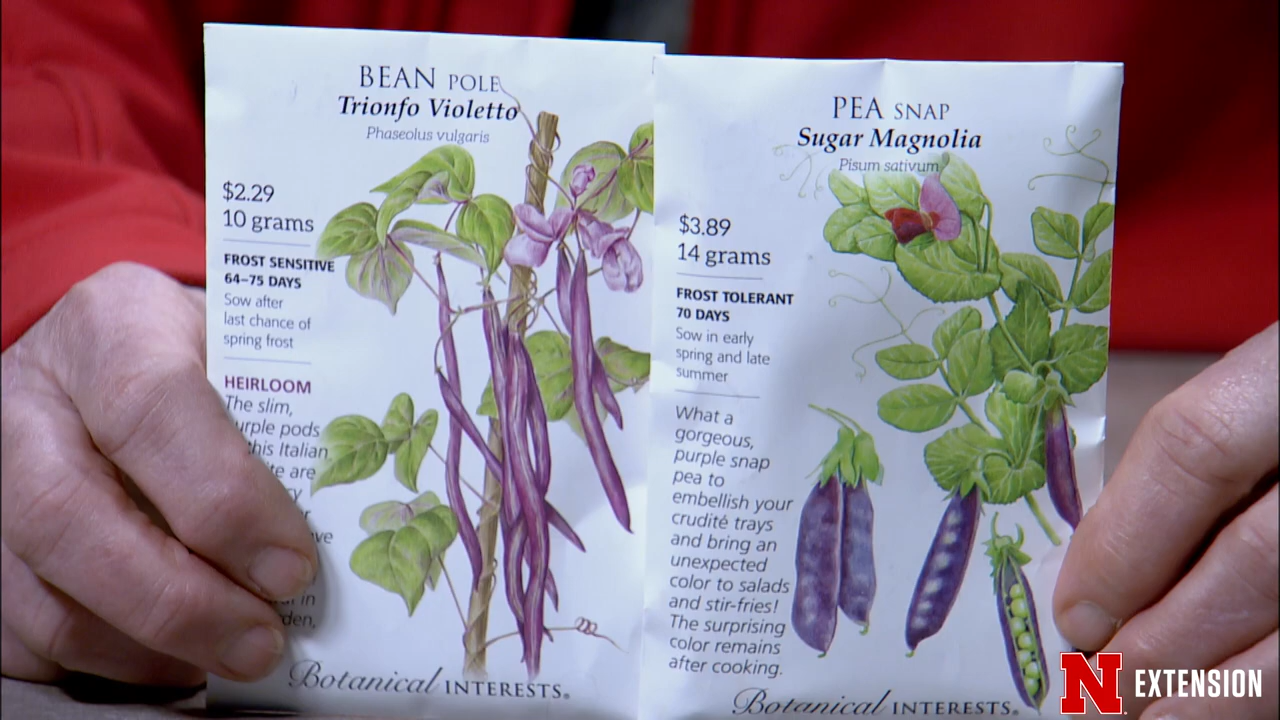 BEAN POLE
Trionfo Violetto
Phaseolus vulgaris
$2.29
10 grams
FROST SENSITIVE
64–75 DAYS
Sow after
last chance of
spring frost
HEIRLOOM
The slim,
purple pods
this Italian
are
in
Botanical INTERESTS®
PEA SNAP
Sugar Magnolia
Pisum sativum
$3.89
14 grams
FROST TOLERANT
70 DAYS
Sow in early
spring and late
summer
What a
gorgeous,
purple snap
pea to
embellish your
crudité trays
and bring an
unexpected
color to salads
and stir-fries!
The surprising
color remains
after cooking.
Botanical INTERESTS®
N EXTENSION